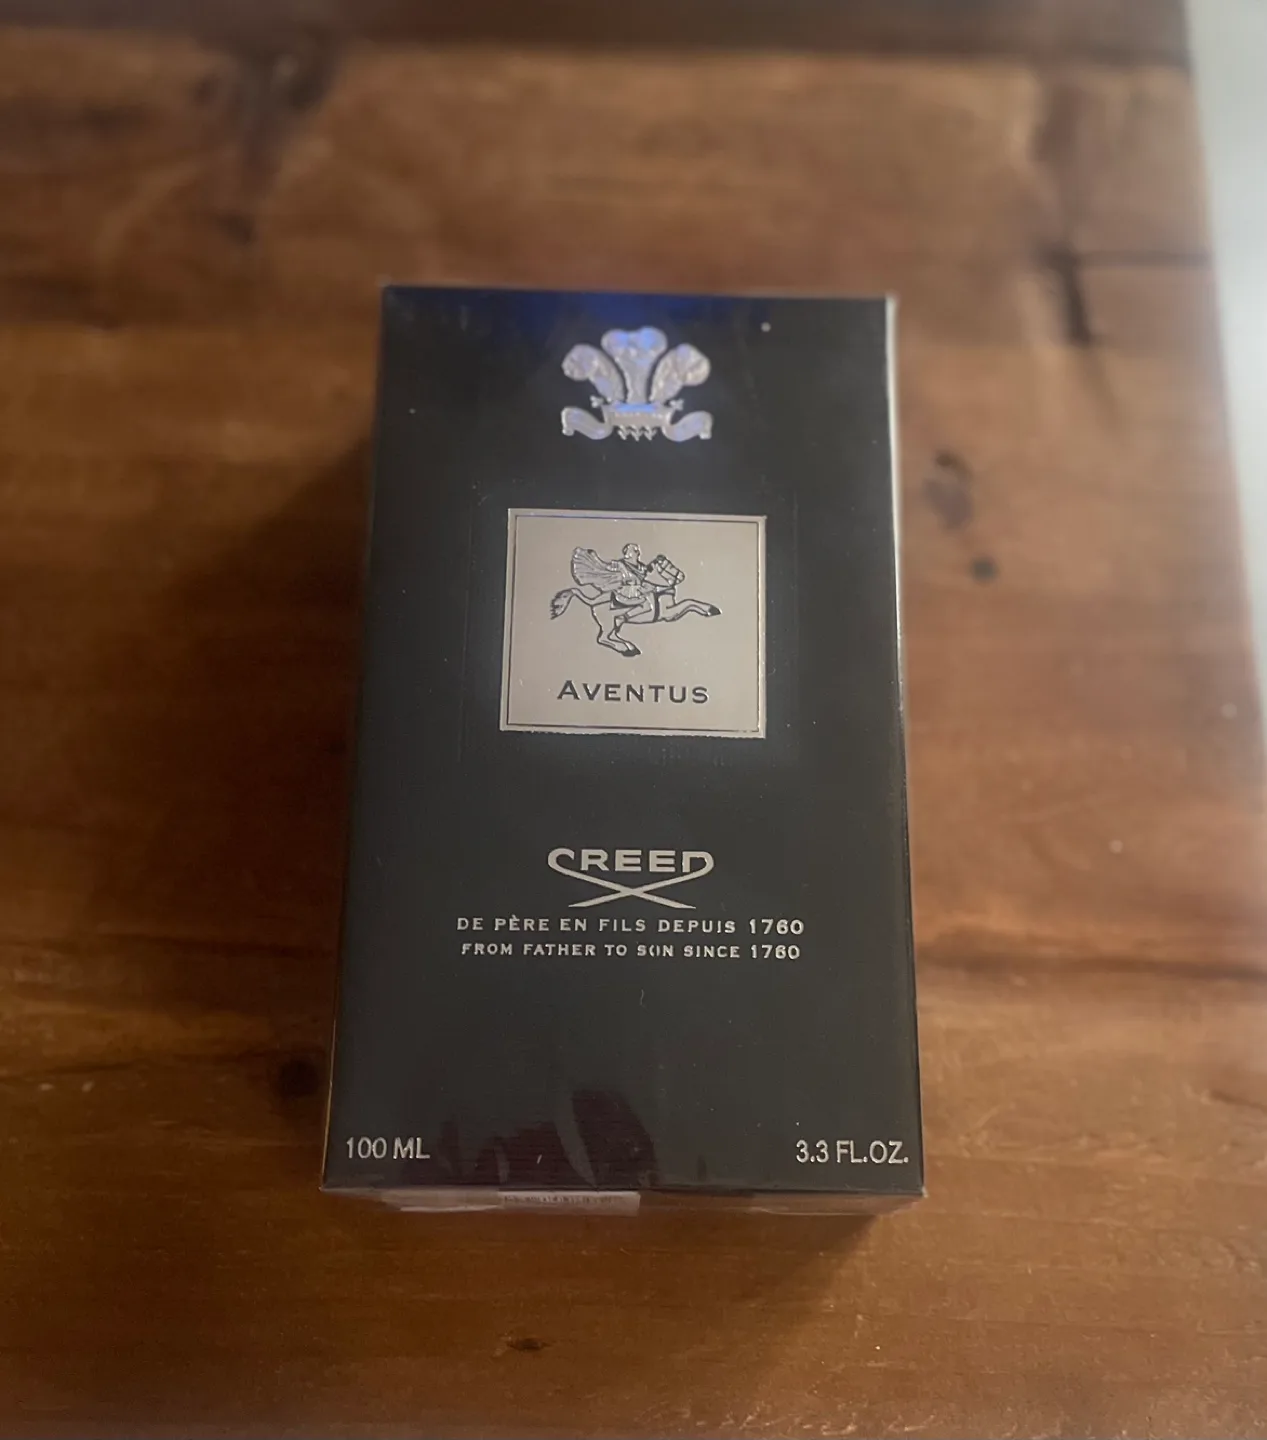 AVENTUS
CREED
DE PÈRE EN FILS DEPUIS 1760
FROM FATHER TO SON SINCE 1760
100 ML
3.3 FL.OZ.